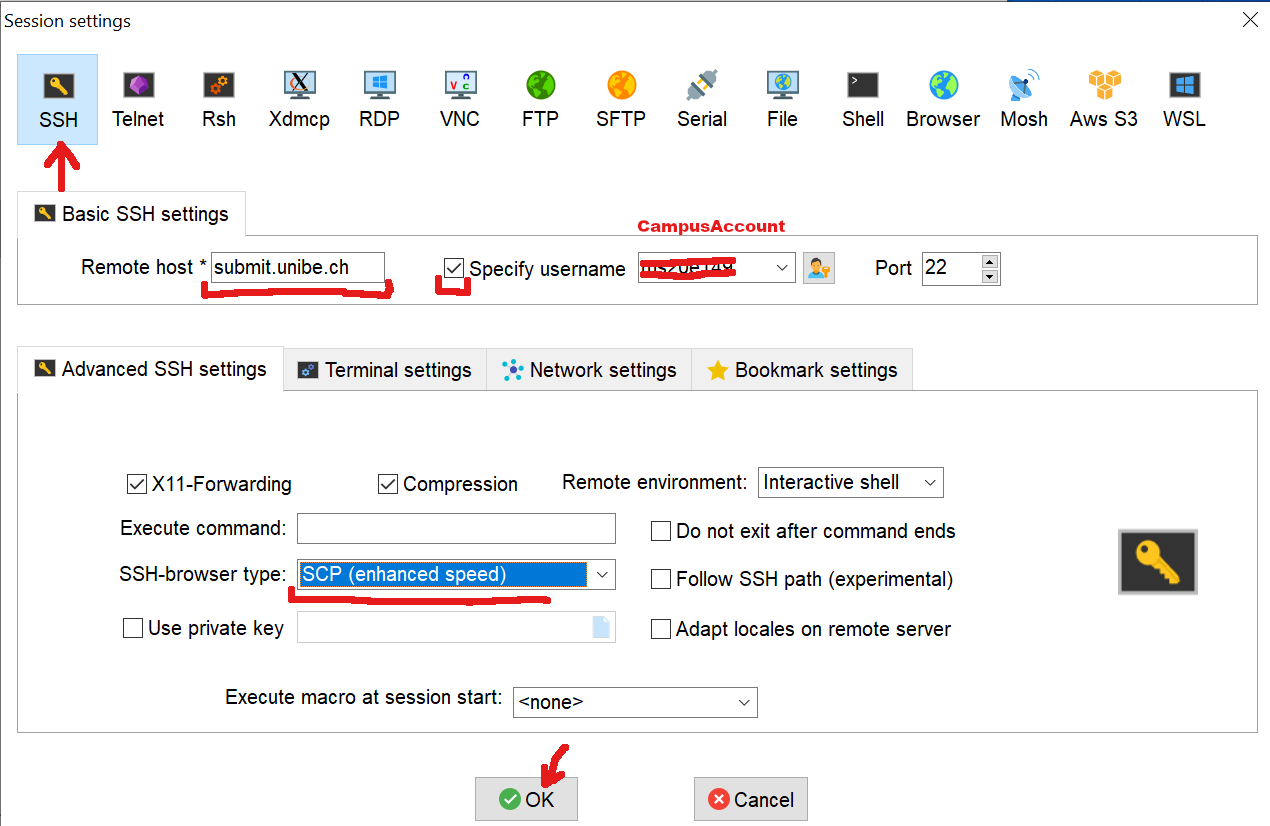 Session settings
SSH Telnet Rsh Xdmcp RDP VNC FTP SFTP Serial File Shell Browser Mosh Aws S3 WSL
Basic SSH settings
CampusAccount
Remote host * submit.unibe.ch Specify username Port 22
Advanced SSH settings Terminal settings Network settings Bookmark settings
X11-Forwarding Compression Remote environment: Interactive shell
Execute command: Do not exit after command ends
SSH-browser type: SCP (enhanced speed) Follow SSH path (experimental)
Use private key Adapt locales on remote server
Execute macro at session start: <none>
OK Cancel